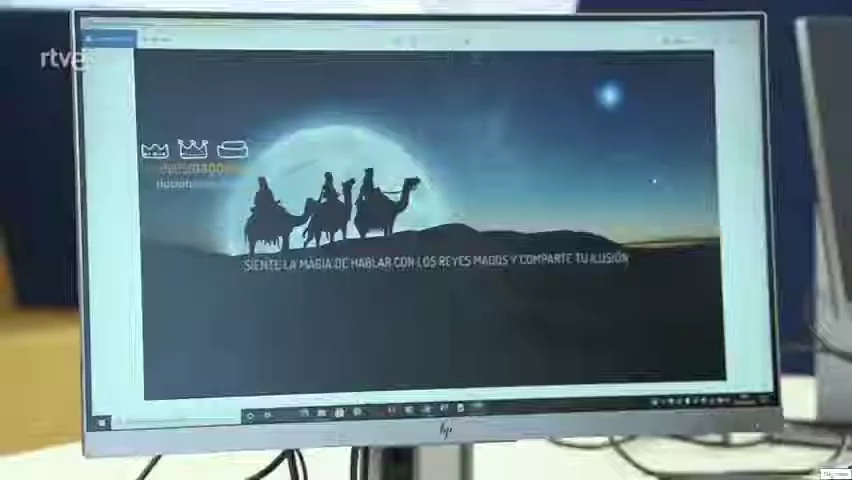 rtve
SIENTE LA MAGIA DE HABLAR CON LOS REYES MAGOS Y COMPARTE TU ILUSIÓN
hp